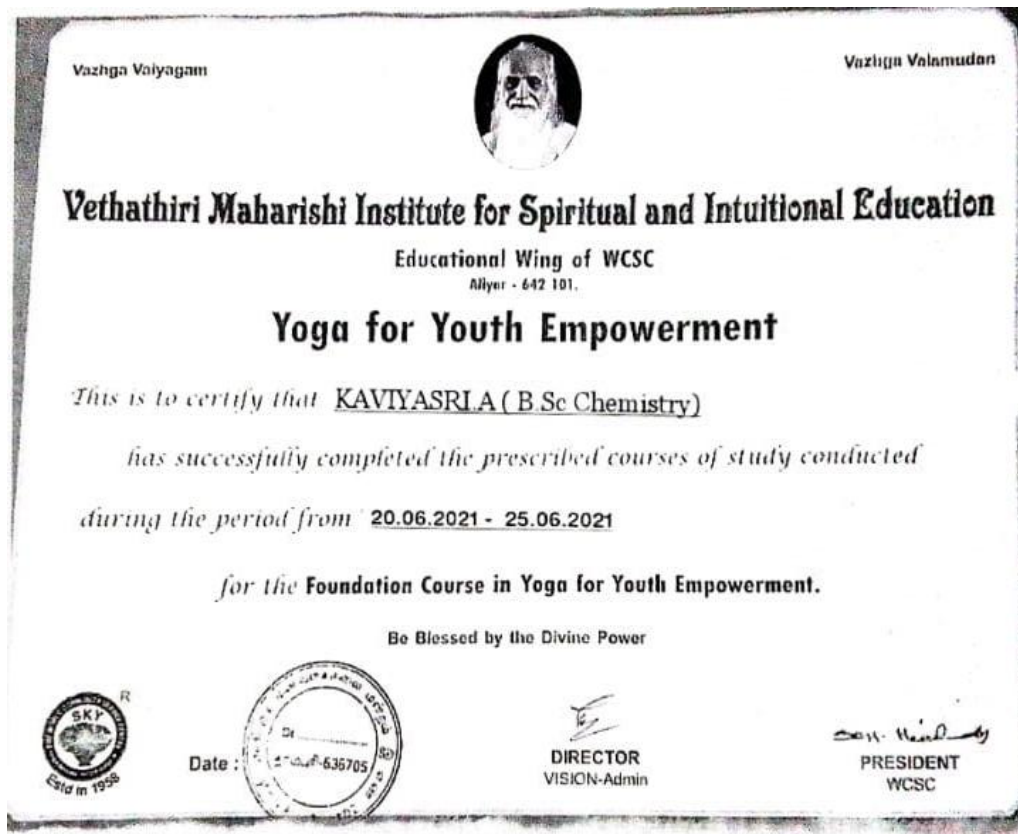 Vazhga Vaiyagam
Vazhga Valamudan
Vethathiri Maharishi Institute for Spiritual and Intuitional Education
Educational Wing of WCSC
Aliyar - 642 101.
Yoga for Youth Empowerment
This is to certify that KAVIYASRI.A ( B.Sc Chemistry)
has successfully completed the prescribed courses of study conducted
during the period from 20.06.2021 - 25.06.2021
for the Foundation Course in Yoga for Youth Empowerment.
Be Blessed by the Divine Power
R
SKY
Estd in 1958
Date :
-636705
DIRECTOR
VISION-Admin
PRESIDENT
WCSC